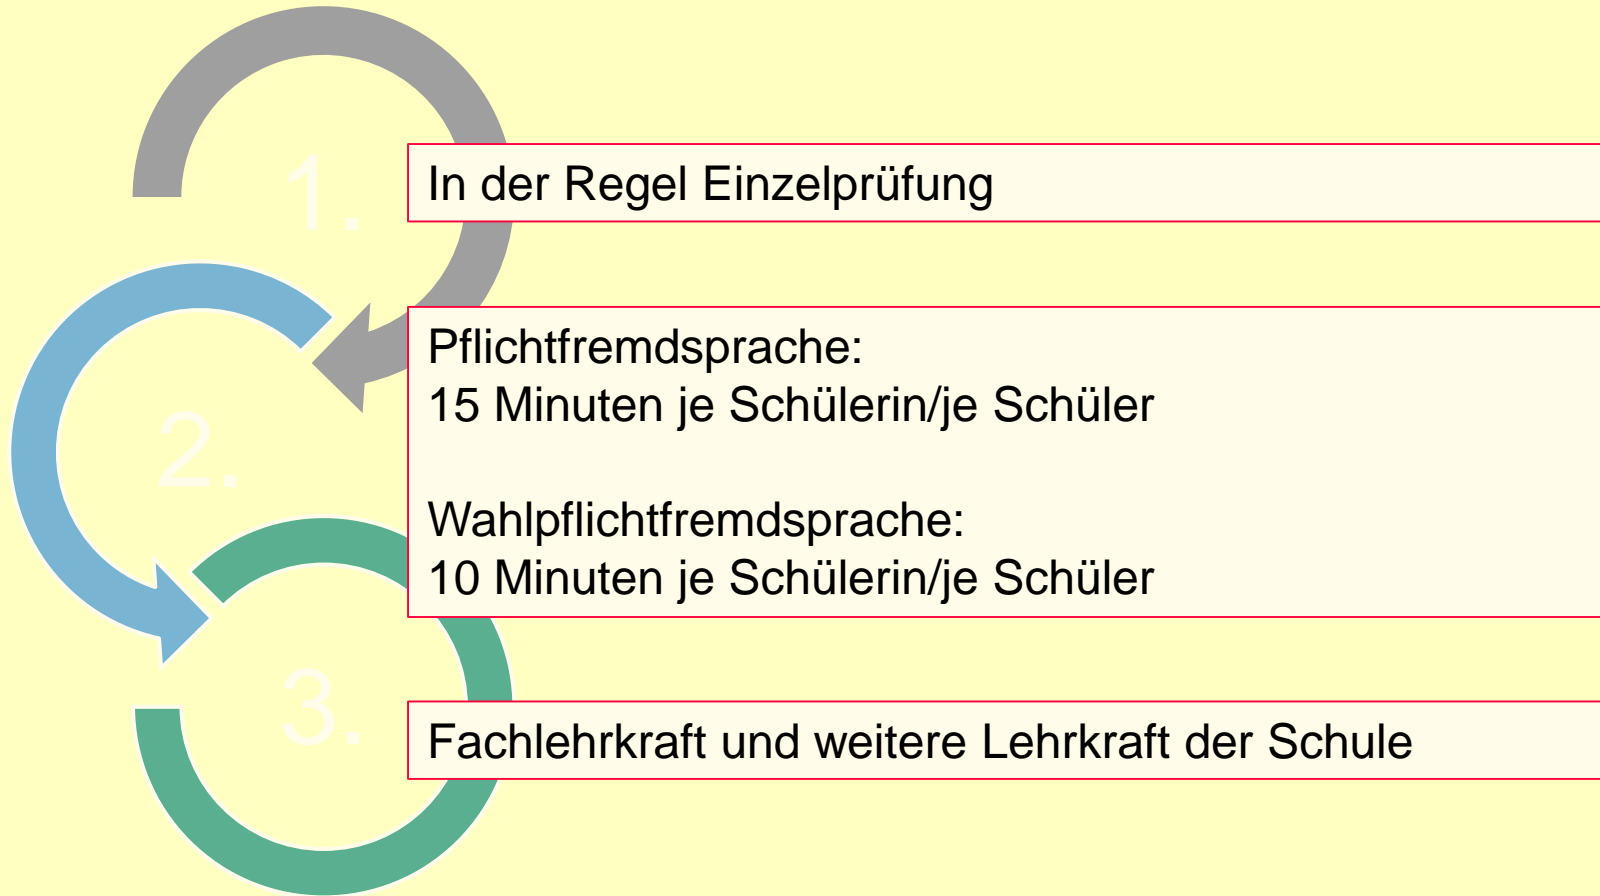 1.
In der Regel Einzelprüfung
2.
Pflichtfremdsprache:
15 Minuten je Schülerin/je Schüler
Wahlpflichtfremdsprache:
10 Minuten je Schülerin/je Schüler
3.
Fachlehrkraft und weitere Lehrkraft der Schule